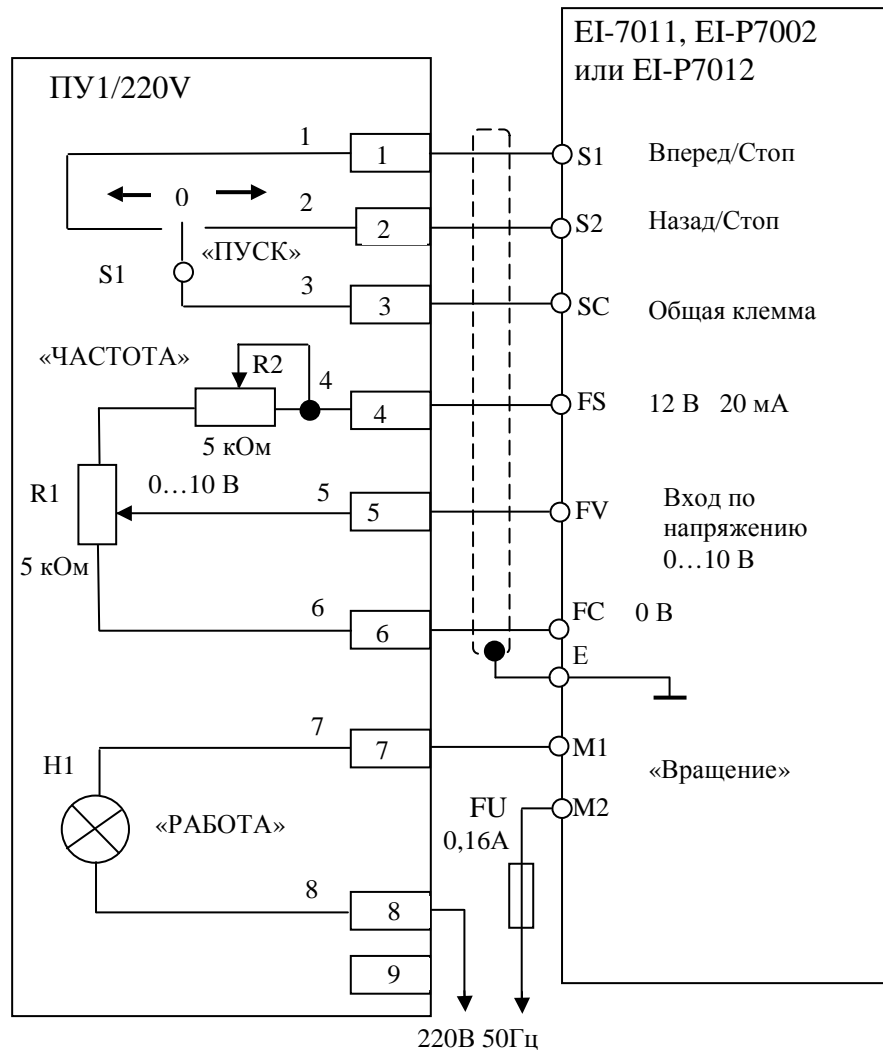 EI-7011, EI-P7002
или EI-P7012
ПУ1/220V
1
1
S1
Вперед/Стоп
0
2
2
S2
Назад/Стоп
«ПУСК»
S1
3
3
SC
Общая клемма
«ЧАСТОТА»
R2
4
4
FS
12 В 20 мА
5 кОм
R1
0…10 В
5
5
FV
Вход по
напряжению
0…10 В
5 кОм
6
6
FC
0 В
E
7
7
M1
H1
«Вращение»
FU
M2
0,16А
«РАБОТА»
8
8
9
220В 50Гц